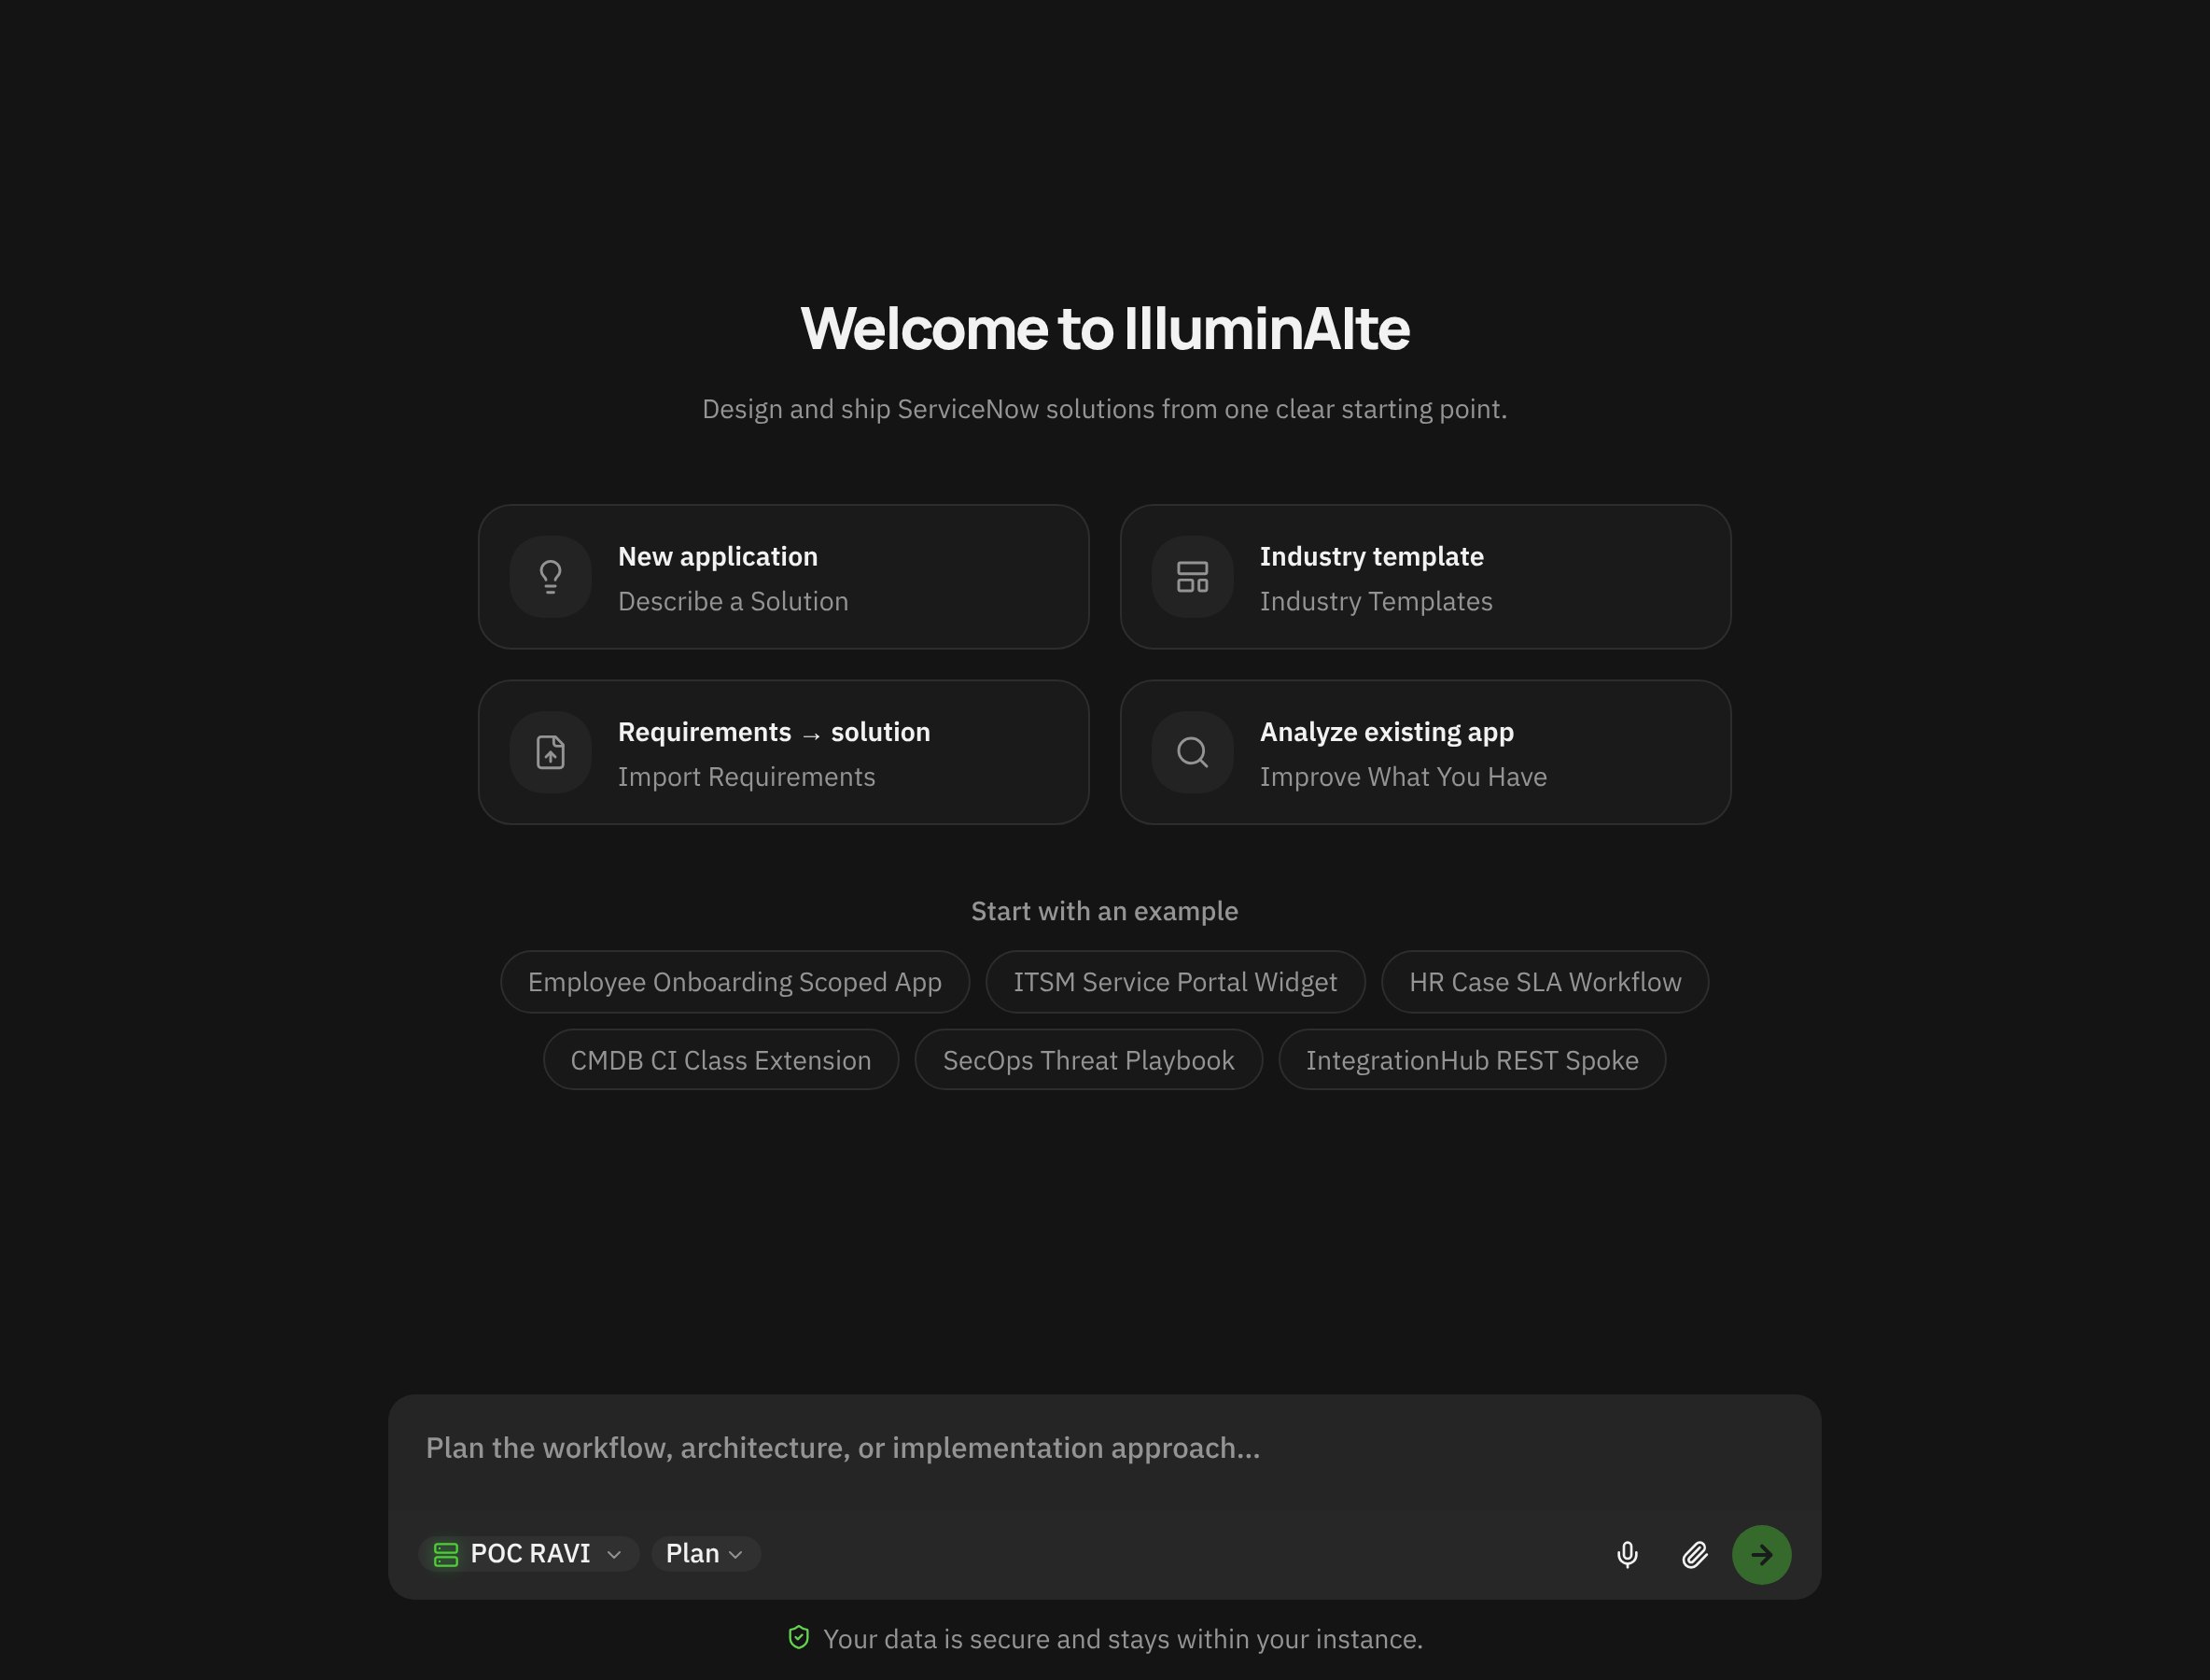 Welcome to IlluminAIte
Design and ship ServiceNow solutions from one clear starting point.
New application
Describe a Solution
Industry template
Industry Templates
Requirements → solution
Import Requirements
Analyze existing app
Improve What You Have
Start with an example
Employee Onboarding Scoped App
ITSM Service Portal Widget
HR Case SLA Workflow
CMDB CI Class Extension
SecOps Threat Playbook
IntegrationHub REST Spoke
Plan the workflow, architecture, or implementation approach...
POC RAVI
Plan
Your data is secure and stays within your instance.